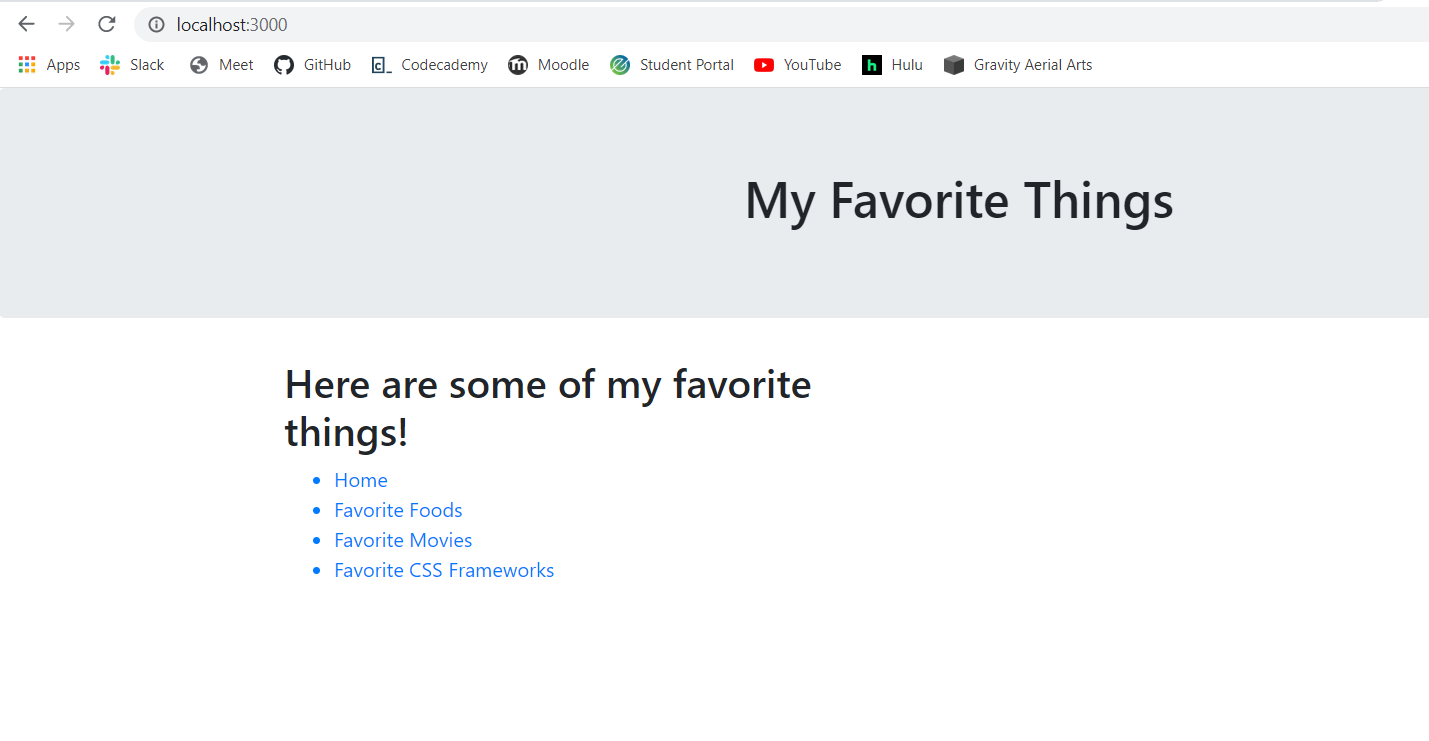 localhost:3000
Apps Slack Meet GitHub Codecademy Moodle Student Portal YouTube Hulu Gravity Aerial Arts
My Favorite Things
Here are some of my favorite
things!
Home
Favorite Foods
Favorite Movies
Favorite CSS Frameworks